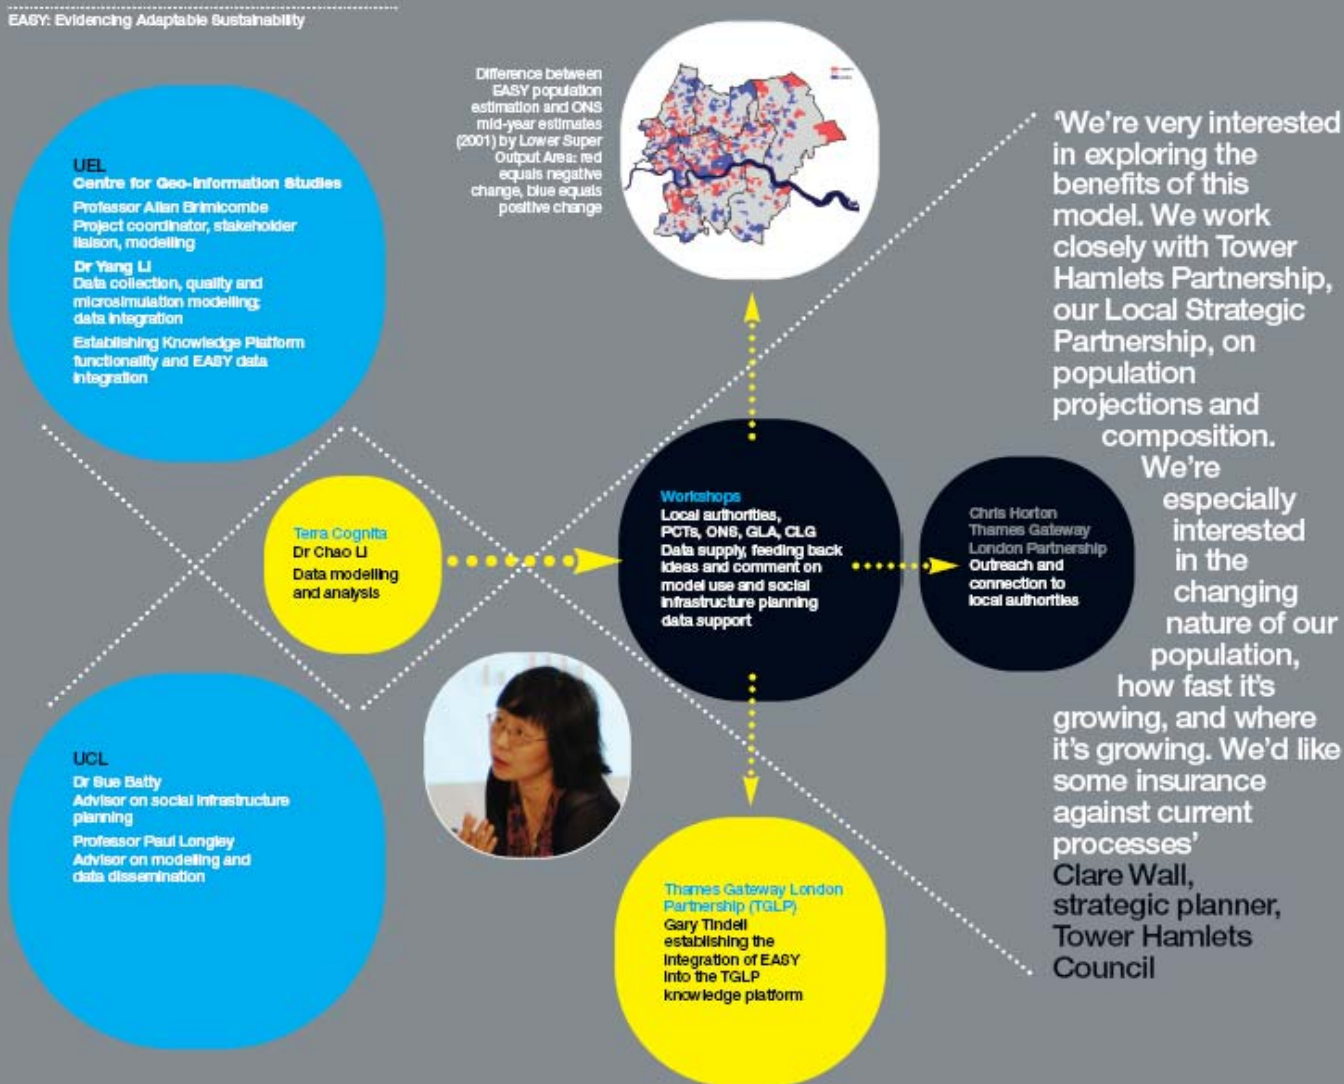 EASY: Evidencing Adaptable Sustainability
UEL
Centre for Geo-Information Studies
Professor Allan Brimicombe
Project coordinator, stakeholder
liaison, modelling
Dr Yang Li
Data collection, quality and
microsimulation modelling;
data integration
Establishing Knowledge Platform
functionality and EASY data
integration
Difference between
EASY population
estimation and ONS
mid-year estimates
(2001) by Lower Super
Output Area: red
equals negative
change, blue equals
positive change
Terra Cognita
Dr Chao Li
Data modelling
and analysis
Workshops
Local authorities,
PCTs, ONS, GLA, CLG
Data supply, feeding back
ideas and comment on
model use and social
infrastructure planning
data support
Chris Horton
Thames Gateway
London Partnership
Outreach and
connection to
local authorities
UCL
Dr Sue Batty
Advisor on social infrastructure
planning
Professor Paul Longley
Advisor on modelling and
data dissemination
Thames Gateway London
Partnership (TGLP)
Gary Tindell
establishing the
integration of EASY
into the TGLP
knowledge platform
‘We're very interested
in exploring the
benefits of this
model. We work
closely with Tower
Hamlets Partnership,
our Local Strategic
Partnership, on
population
projections and
composition.
We're
especially
interested
in the
changing
nature of our
population,
how fast it's
growing, and where
it's growing. We'd like
some insurance
against current
processes’
Clare Wall,
strategic planner,
Tower Hamlets
Council